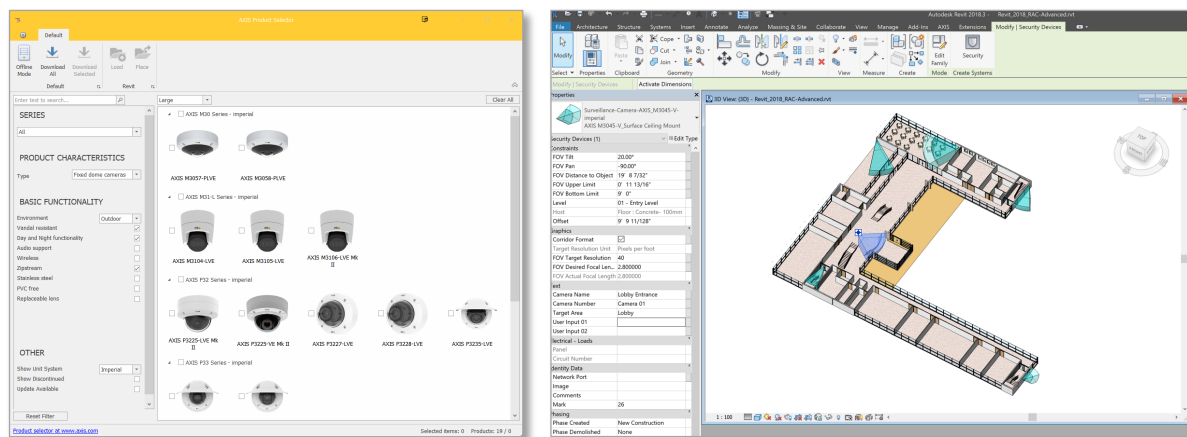 AXIS Product Selector
Default
Offline Mode
Download All
Download Selected
Load
Place
Default
Revit
Enter text to search...
Large
Clear All
SERIES
All
PRODUCT CHARACTERISTICS
Type Fixed dome cameras
BASIC FUNCTIONALITY
Environment Outdoor
Vandal resistant
Day and Night functionality
Audio support
Wireless
Zipstream
Stainless steel
PVC free
Replaceable lens
OTHER
Show Unit System Imperial
Show Discontinued
Update Available
Reset Filter
AXIS M30 Series - imperial
AXIS M3057-PLVE AXIS M3058-PLVE
AXIS M31-L Series - imperial
AXIS M3104-LVE AXIS M3105-LVE AXIS M3106-LVE Mk
II
AXIS P32 Series - imperial
AXIS P3225-LVE Mk AXIS P3225-VE Mk II AXIS P3227-LVE AXIS P3228-LVE AXIS P3235-LVE
II
AXIS P33 Series - imperial
Product selector at www.axis.com
Selected items: 0 Products: 19 / 0
Autodesk Revit 2018.3 - Revit_2018_RAC-Advanced.rvt
File Architecture Structure Systems Insert Annotate Analyze Massing & Site Collaborate View Manage Add-Ins AXIS Extensions Modify | Security Devices
Modify
Paste
Cope
Cut
Join
Edit Family
Security
Select Properties Clipboard Geometry Modify View Measure Create Mode Create Systems
Modify | Security Devices Activate Dimensions
Properties
Surveillance-Camera-AXIS_M3045-V-
imperial
AXIS M3045-V_Surface Ceiling Mount
Security Devices (1) Edit Type
Constraints
FOV Tilt 20.00°
FOV Pan -90.00°
FOV Distance to Object 19' 8 7/32"
FOV Upper Limit 0' 11 13/16"
FOV Bottom Limit 9' 0"
Level 01 - Entry Level
Host Floor : Concrete- 100mm
Offset 9' 9 11/128"
Graphics
Corridor Format
Target Resolution Unit Pixels per foot
FOV Target Resolution 40
FOV Desired Focal Len... 2.800000
FOV Actual Focal Length 2.800000
Text
Camera Name Lobby Entrance
Camera Number Camera 01
Target Area Lobby
User Input 01
User Input 02
Electrical - Loads
Panel
Circuit Number
Identity Data
Network Port
Image
Comments
Mark 26
Phasing
Phase Created New Construction
Phase Demolished None
3D View: {3D} - Revit_2018_RAC-Advanced.rvt
TOP
1 : 100